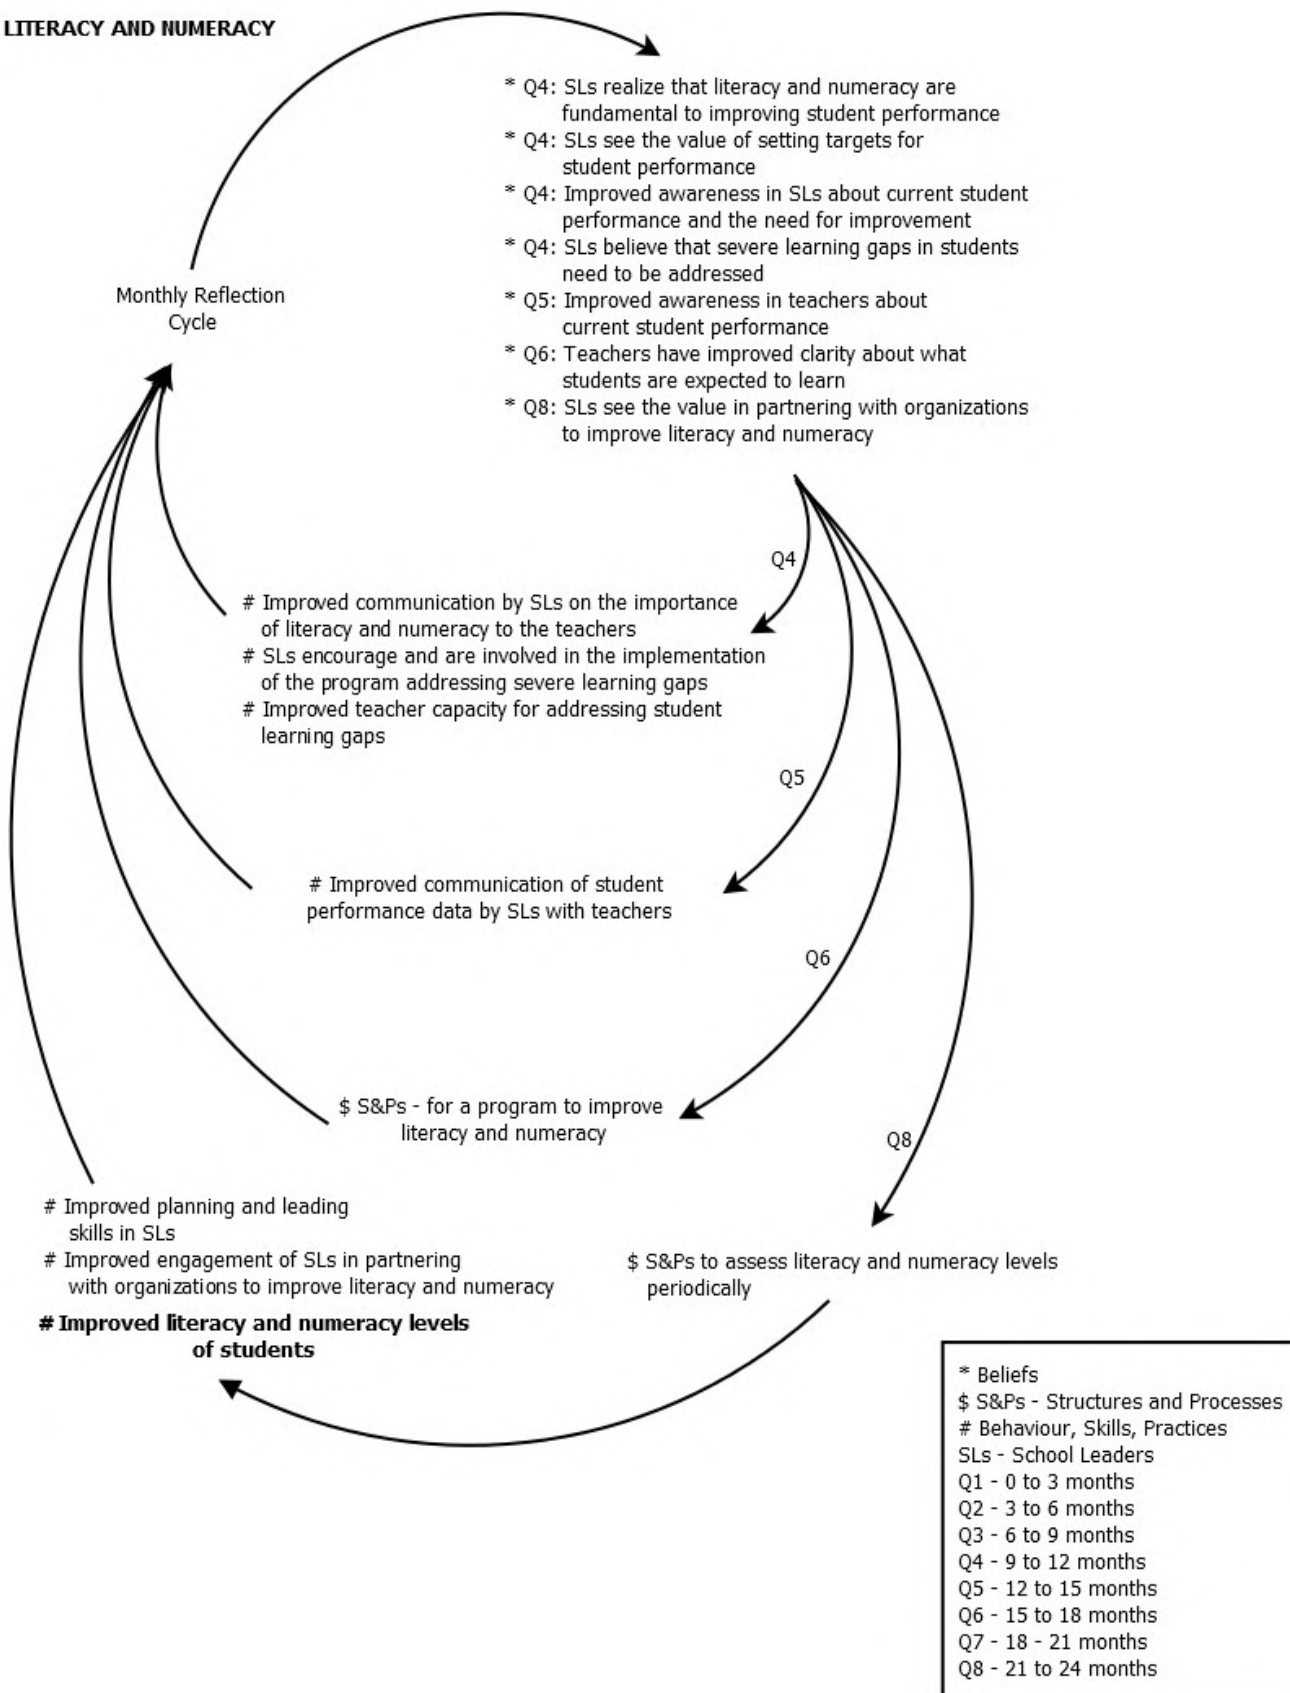 LITERACY AND NUMERACY
* Q4: SLs realize that literacy and numeracy are
fundamental to improving student performance
* Q4: SLs see the value of setting targets for
student performance
* Q4: Improved awareness in SLs about current student
performance and the need for improvement
* Q4: SLs believe that severe learning gaps in students
need to be addressed
* Q5: Improved awareness in teachers about
current student performance
* Q6: Teachers have improved clarity about what
students are expected to learn
* Q8: SLs see the value in partnering with organizations
to improve literacy and numeracy
Monthly Reflection
Cycle
Q4
# Improved communication by SLs on the importance
of literacy and numeracy to the teachers
# SLs encourage and are involved in the implementation
of the program addressing severe learning gaps
# Improved teacher capacity for addressing student
learning gaps
Q5
# Improved communication of student
performance data by SLs with teachers
Q6
$ S&Ps - for a program to improve
literacy and numeracy
Q8
$ S&Ps to assess literacy and numeracy levels
periodically
# Improved planning and leading
skills in SLs
# Improved engagement of SLs in partnering
with organizations to improve literacy and numeracy
# Improved literacy and numeracy levels
of students
* Beliefs
$ S&Ps - Structures and Processes
# Behaviour, Skills, Practices
SLs - School Leaders
Q1 - 0 to 3 months
Q2 - 3 to 6 months
Q3 - 6 to 9 months
Q4 - 9 to 12 months
Q5 - 12 to 15 months
Q6 - 15 to 18 months
Q7 - 18 - 21 months
Q8 - 21 to 24 months